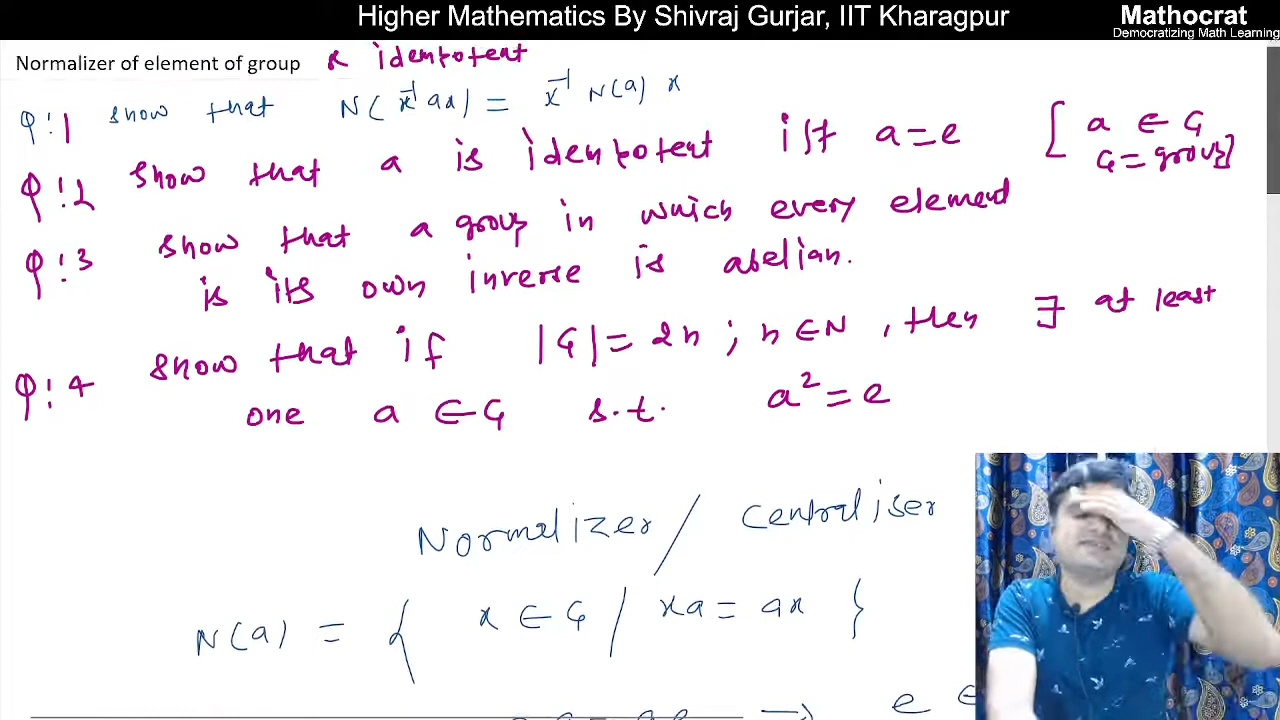 Higher Mathematics By Shivraj Gurjar, IIT Kharagpur
Mathocrat
Democratizing Math Learning
Normalizer of element of group & idempotent
Q:1 show that N(x⁻¹ax) = x⁻¹ N(a) x
Q:2 show that a is idempotent iff a=e [a ∈ G
G = group]
Q:3 show that a group in which every element
is its own inverse is abelian.
Q:4 show that if |G| = 2n ; n ∈ N , then ∃ at least
one a ∈ G s.t. a² = e
Normalizer / Centraliser
N(a) = { x ∈ G / xa = ax }